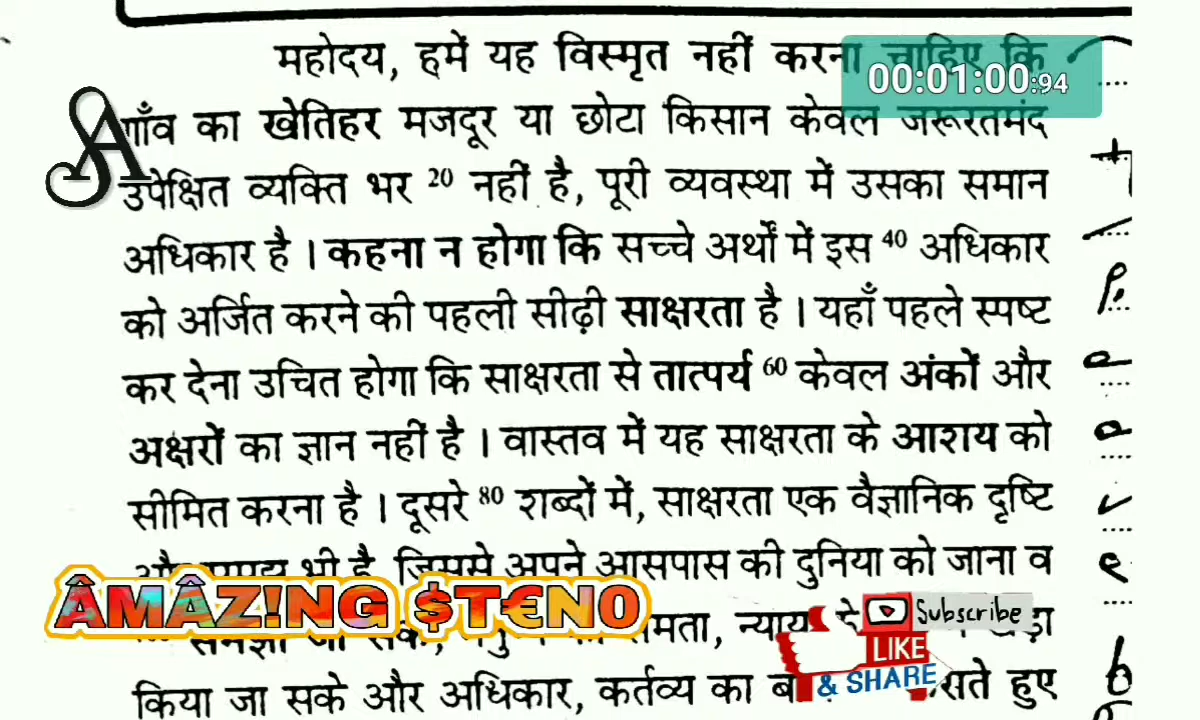 महोदय, हमें यह विस्मृत नहीं करना चाहिए कि
00:01:00:94
गाँव का खेतिहर मजदूर या छोटा किसान केवल जरूरतमंद
उपेक्षित व्यक्ति भर 20 नहीं है, पूरी व्यवस्था में उसका समान
अधिकार है । कहना न होगा कि सच्चे अर्थों में इस 40 अधिकार
को अर्जित करने की पहली सीढ़ी साक्षरता है । यहाँ पहले स्पष्ट
कर देना उचित होगा कि साक्षरता से तात्पर्य 60 केवल अंकों और
अक्षरों का ज्ञान नहीं है । वास्तव में यह साक्षरता के आशय को
सीमित करना है । दूसरे 80 शब्दों में, साक्षरता एक वैज्ञानिक दृष्टि
भी है, जिससे अपने आसपास की दुनिया को जाना व
ÂMÂZ!NG $T€N0
समता, न्याय
Subscribe
LIKE
& SHARE
किया जा सके और अधिकार, कर्तव्य का हुए